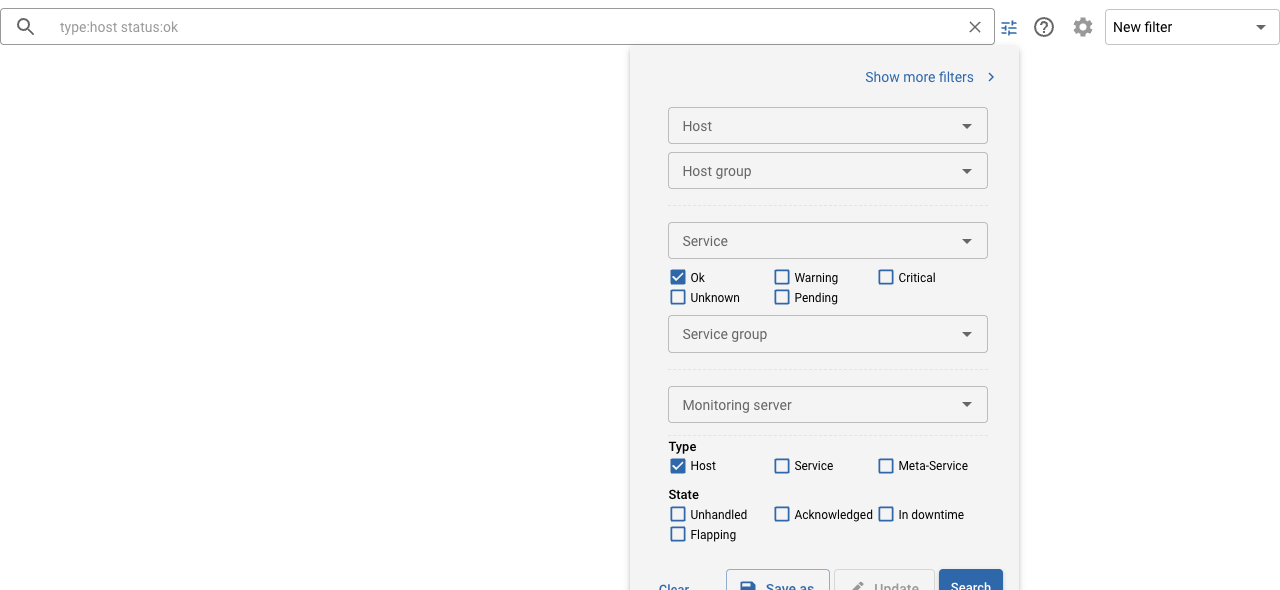 type:host status:ok
New filter
Show more filters
Host
Host group
Service
Ok Warning Critical
Unknown Pending
Service group
Monitoring server
Type
Host Service Meta-Service
State
Unhandled Acknowledged In downtime
Flapping
Clear Save as Update Search